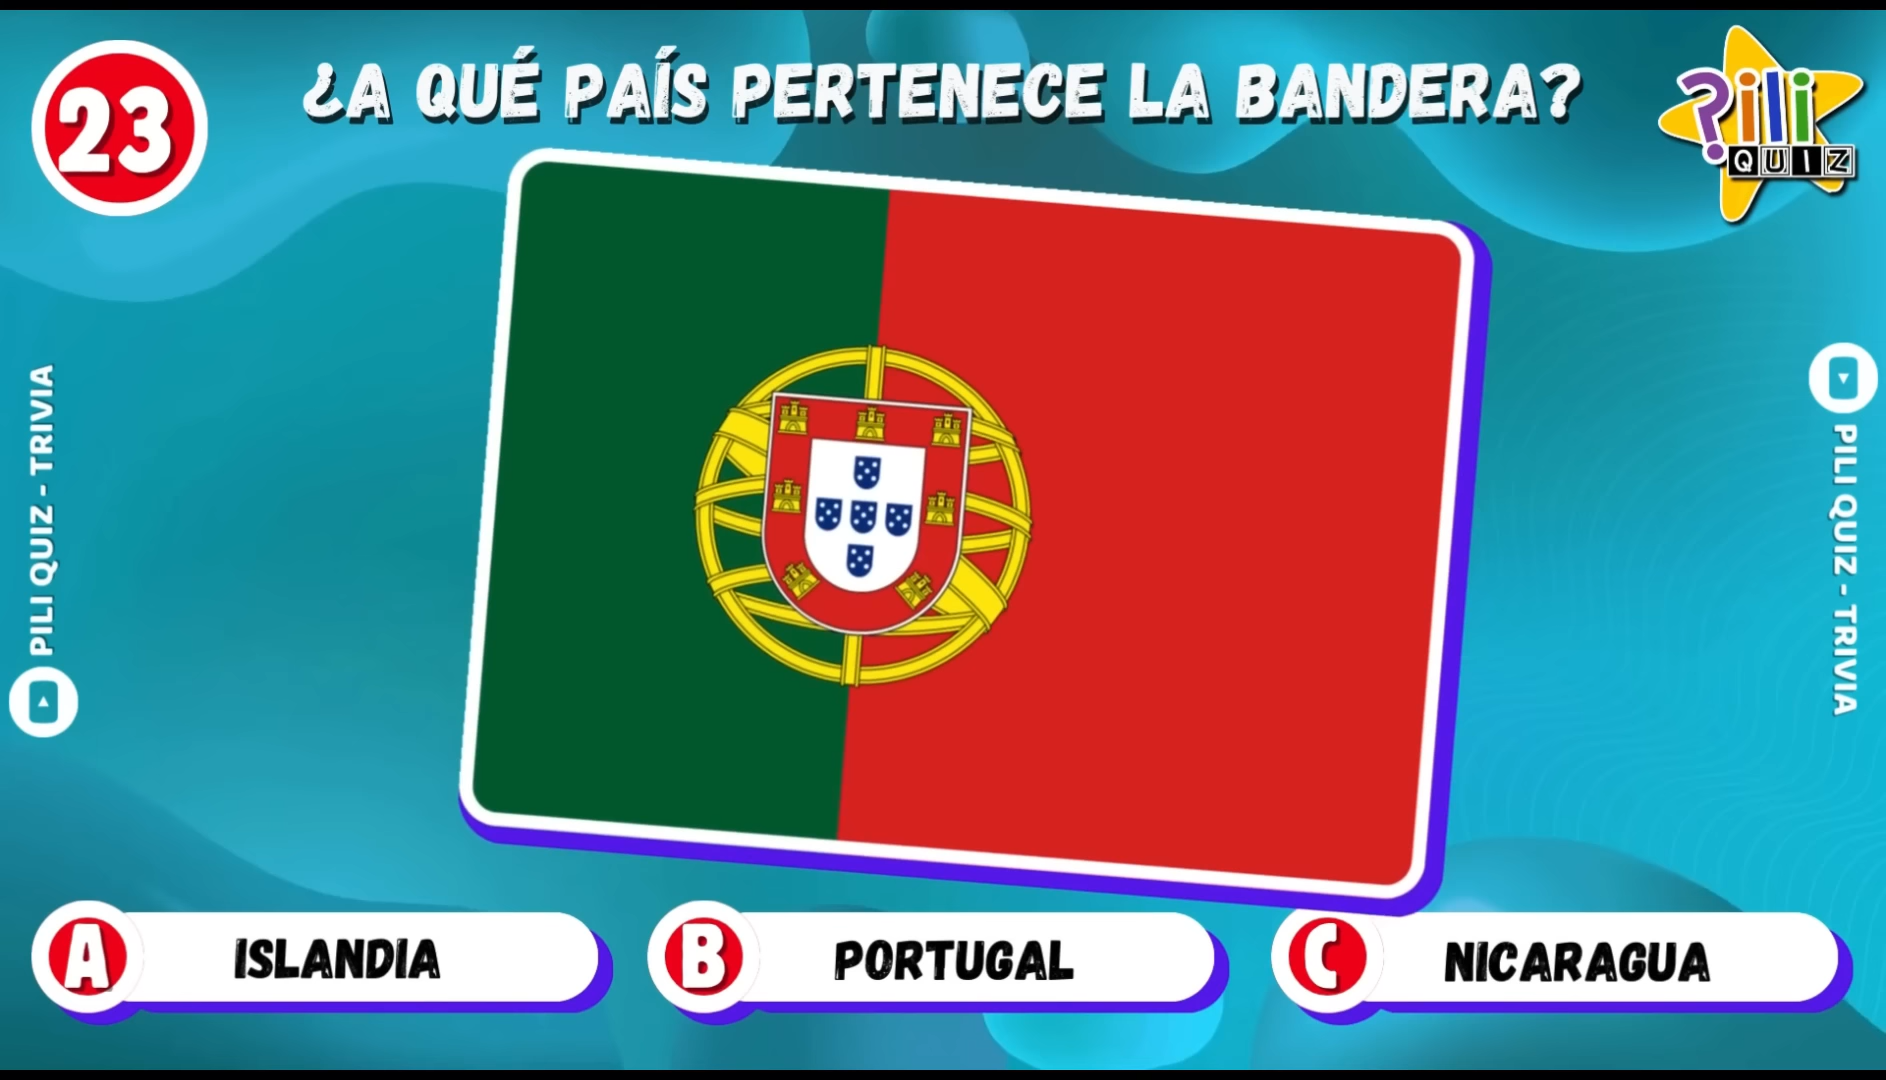 23
¿A QUÉ PAÍS PERTENECE LA BANDERA?
?ili
QUIZ
PILI QUIZ - TRIVIA
PILI QUIZ - TRIVIA
A ISLANDIA
B PORTUGAL
C NICARAGUA